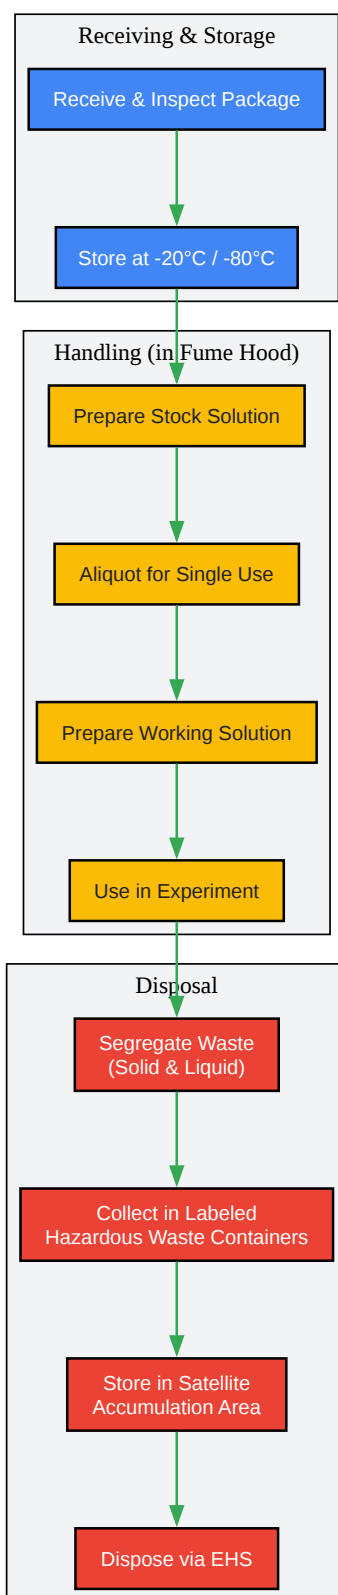 Receiving & Storage
Receive & Inspect Package
Store at -20°C / -80°C
Handling (in Fume Hood)
Prepare Stock Solution
Aliquot for Single Use
Prepare Working Solution
Use in Experiment
Disposal
Segregate Waste
(Solid & Liquid)
Collect in Labeled
Hazardous Waste Containers
Store in Satellite
Accumulation Area
Dispose via EHS